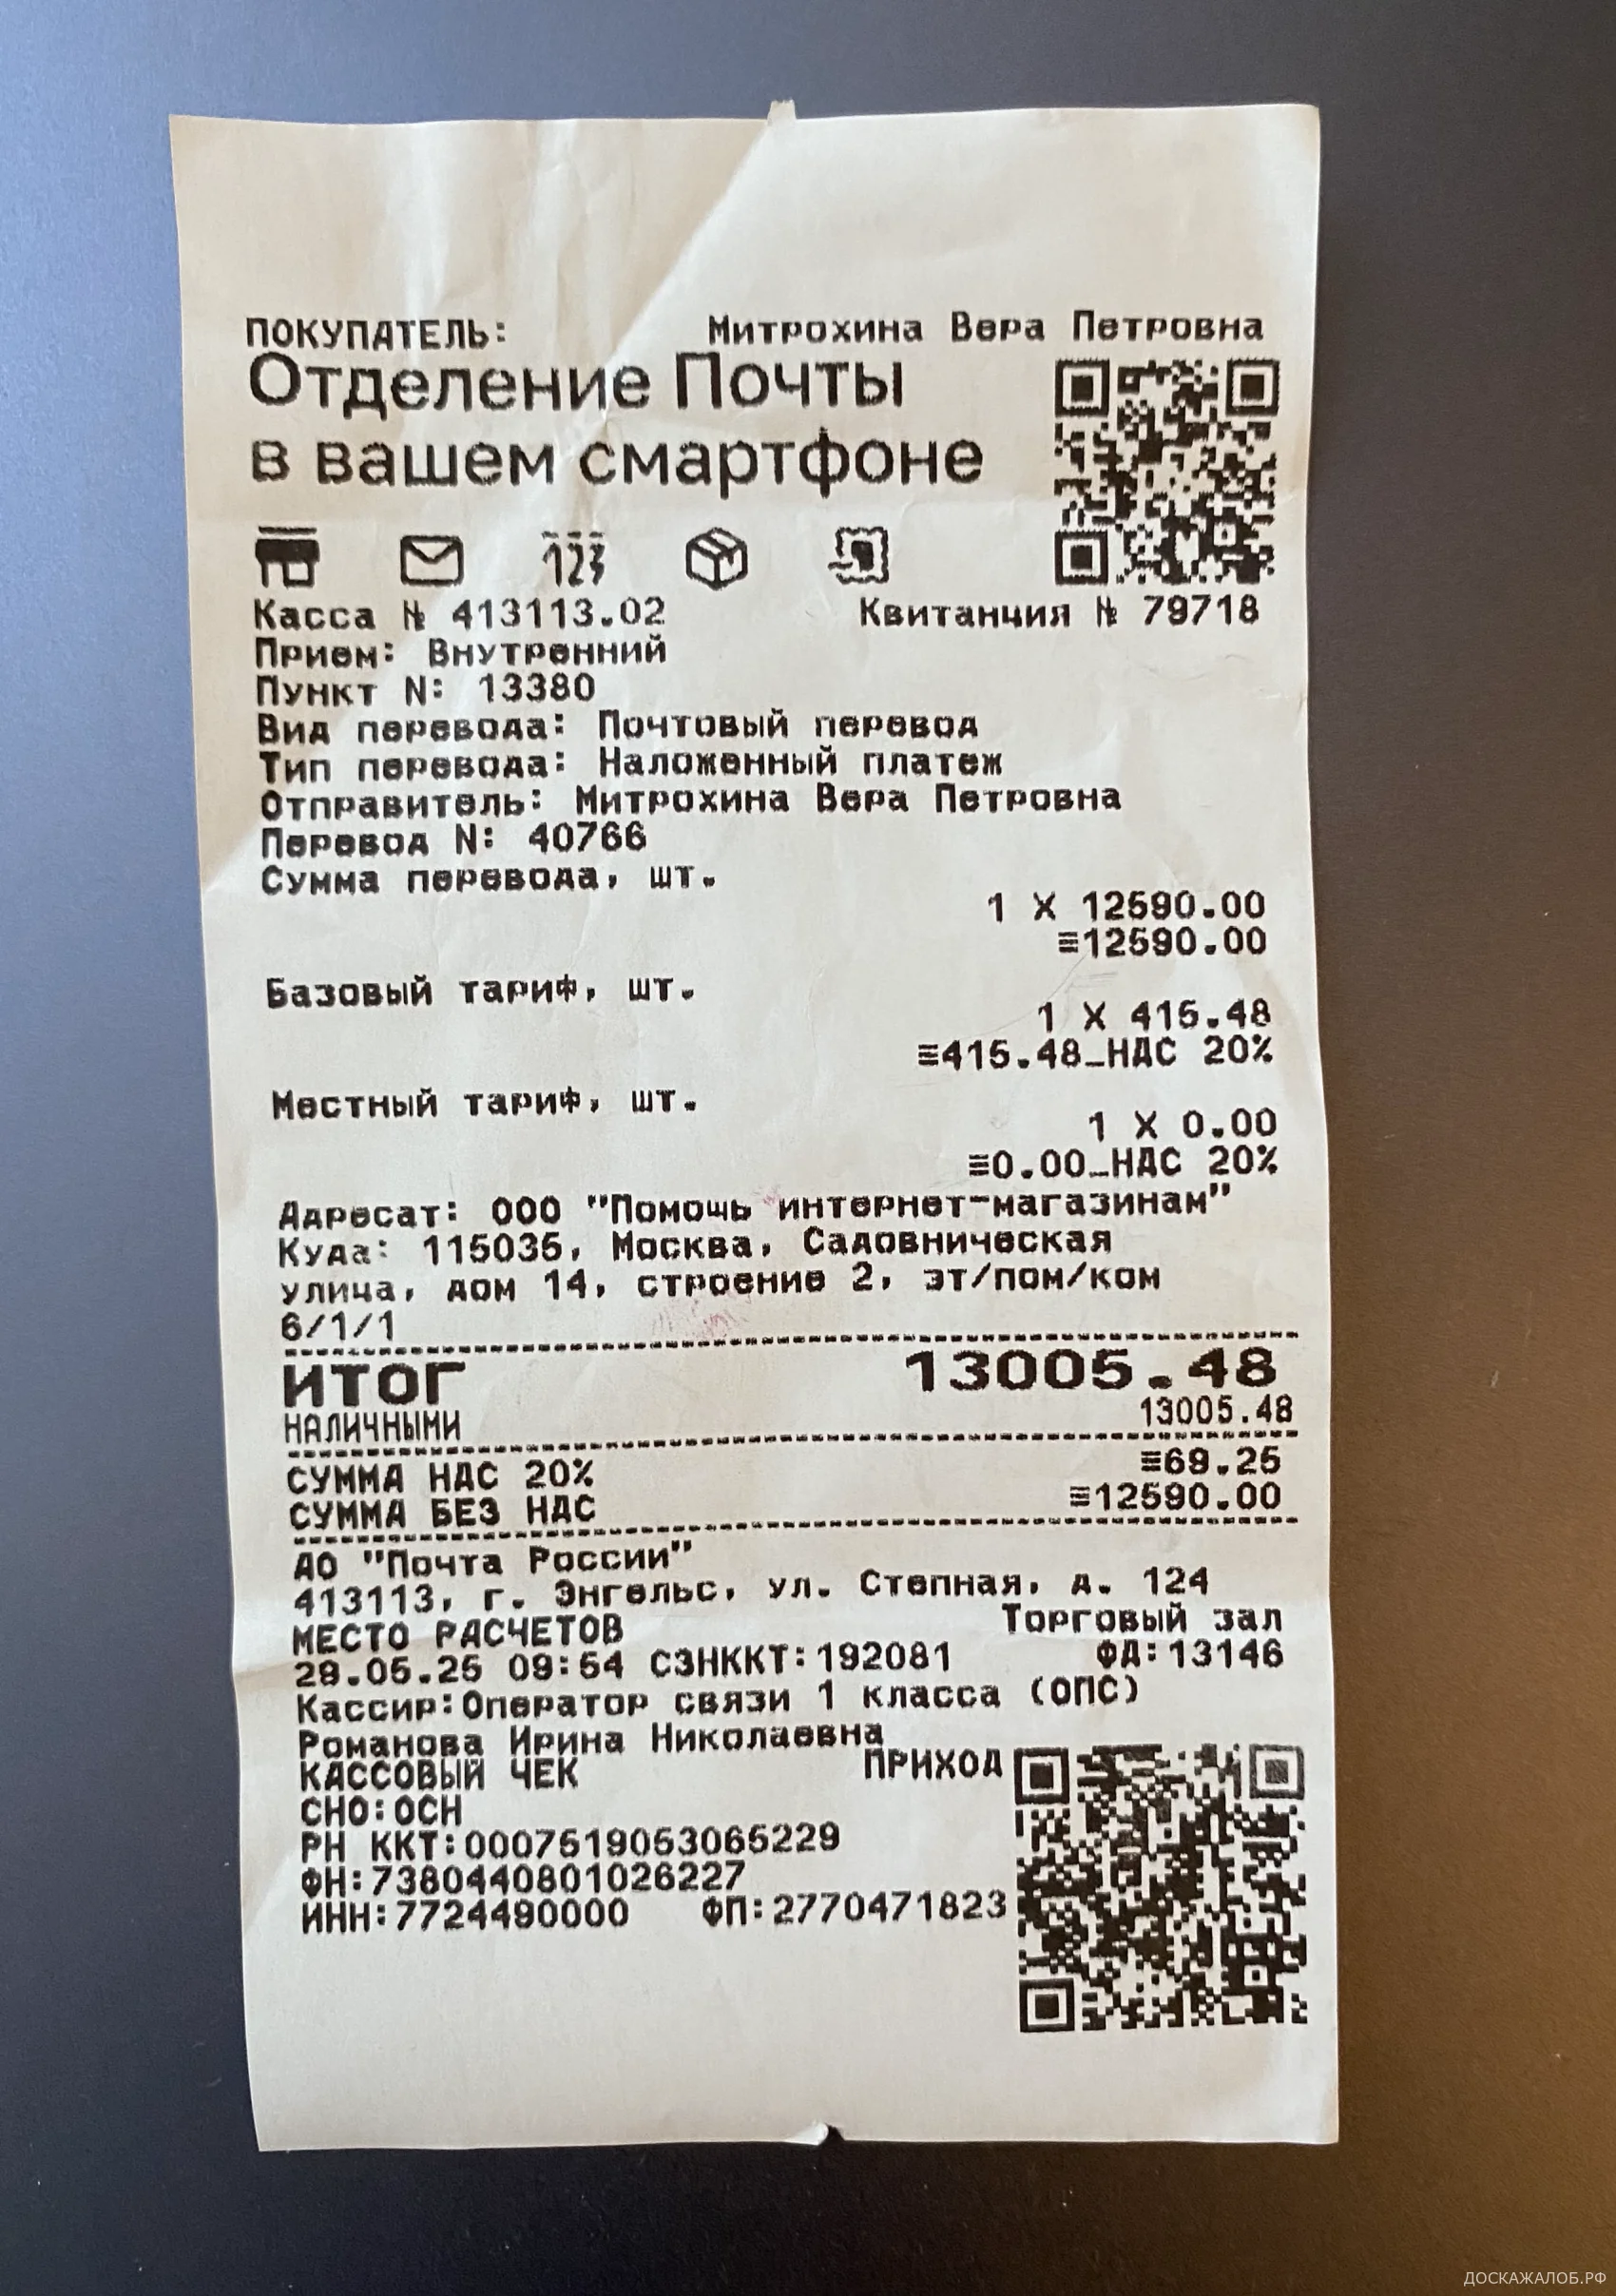 ПОКУПАТЕЛЬ: Митрохина Вера Петровна
Отделение Почты
в вашем смартфоне
123
Касса № 413113.02 Квитанция № 79718
Прием: Внутренний
Пункт N: 13380
Вид перевода: Почтовый перевод
Тип перевода: Наложенный платеж
Отправитель: Митрохина Вера Петровна
Перевод N: 40766
Сумма перевода, шт.
1 X 12590.00
≡12590.00
Базовый тариф, шт.
1 X 415.48
≡415.48_НДС 20%
Местный тариф, шт.
1 X 0.00
≡0.00_НДС 20%
Адресат: ООО "Помощь интернет-магазинам"
Куда: 115035, Москва, Садовническая
улица, дом 14, строение 2, эт/пом/ком
6/1/1
ИТОГ 13005.48
НАЛИЧНЫМИ 13005.48
СУММА НДС 20% ≡69.25
СУММА БЕЗ НДС ≡12590.00
АО "Почта России"
413113, г. Энгельс, ул. Степная, д. 124
МЕСТО РАСЧЕТОВ Торговый зал
29.05.25 09:54 СЗНККТ:192081 ФД:13146
Кассир:Оператор связи 1 класса (ОПС)
Романова Ирина Николаевна
КАССОВЫЙ ЧЕК ПРИХОД
СНО:ОСН
РН ККТ:0007519053065229
ФН:7380440801026227
ИНН:7724490000 ФП:2770471823
ДОСКАЖАЛОБ.РФ